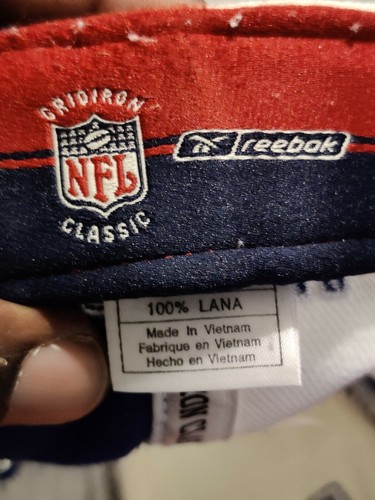 GRIDIRON
NFL
CLASSIC
reebok
100% LANA
Made In Vietnam
Fabrique en Vietnam
Hecho en Vietnam